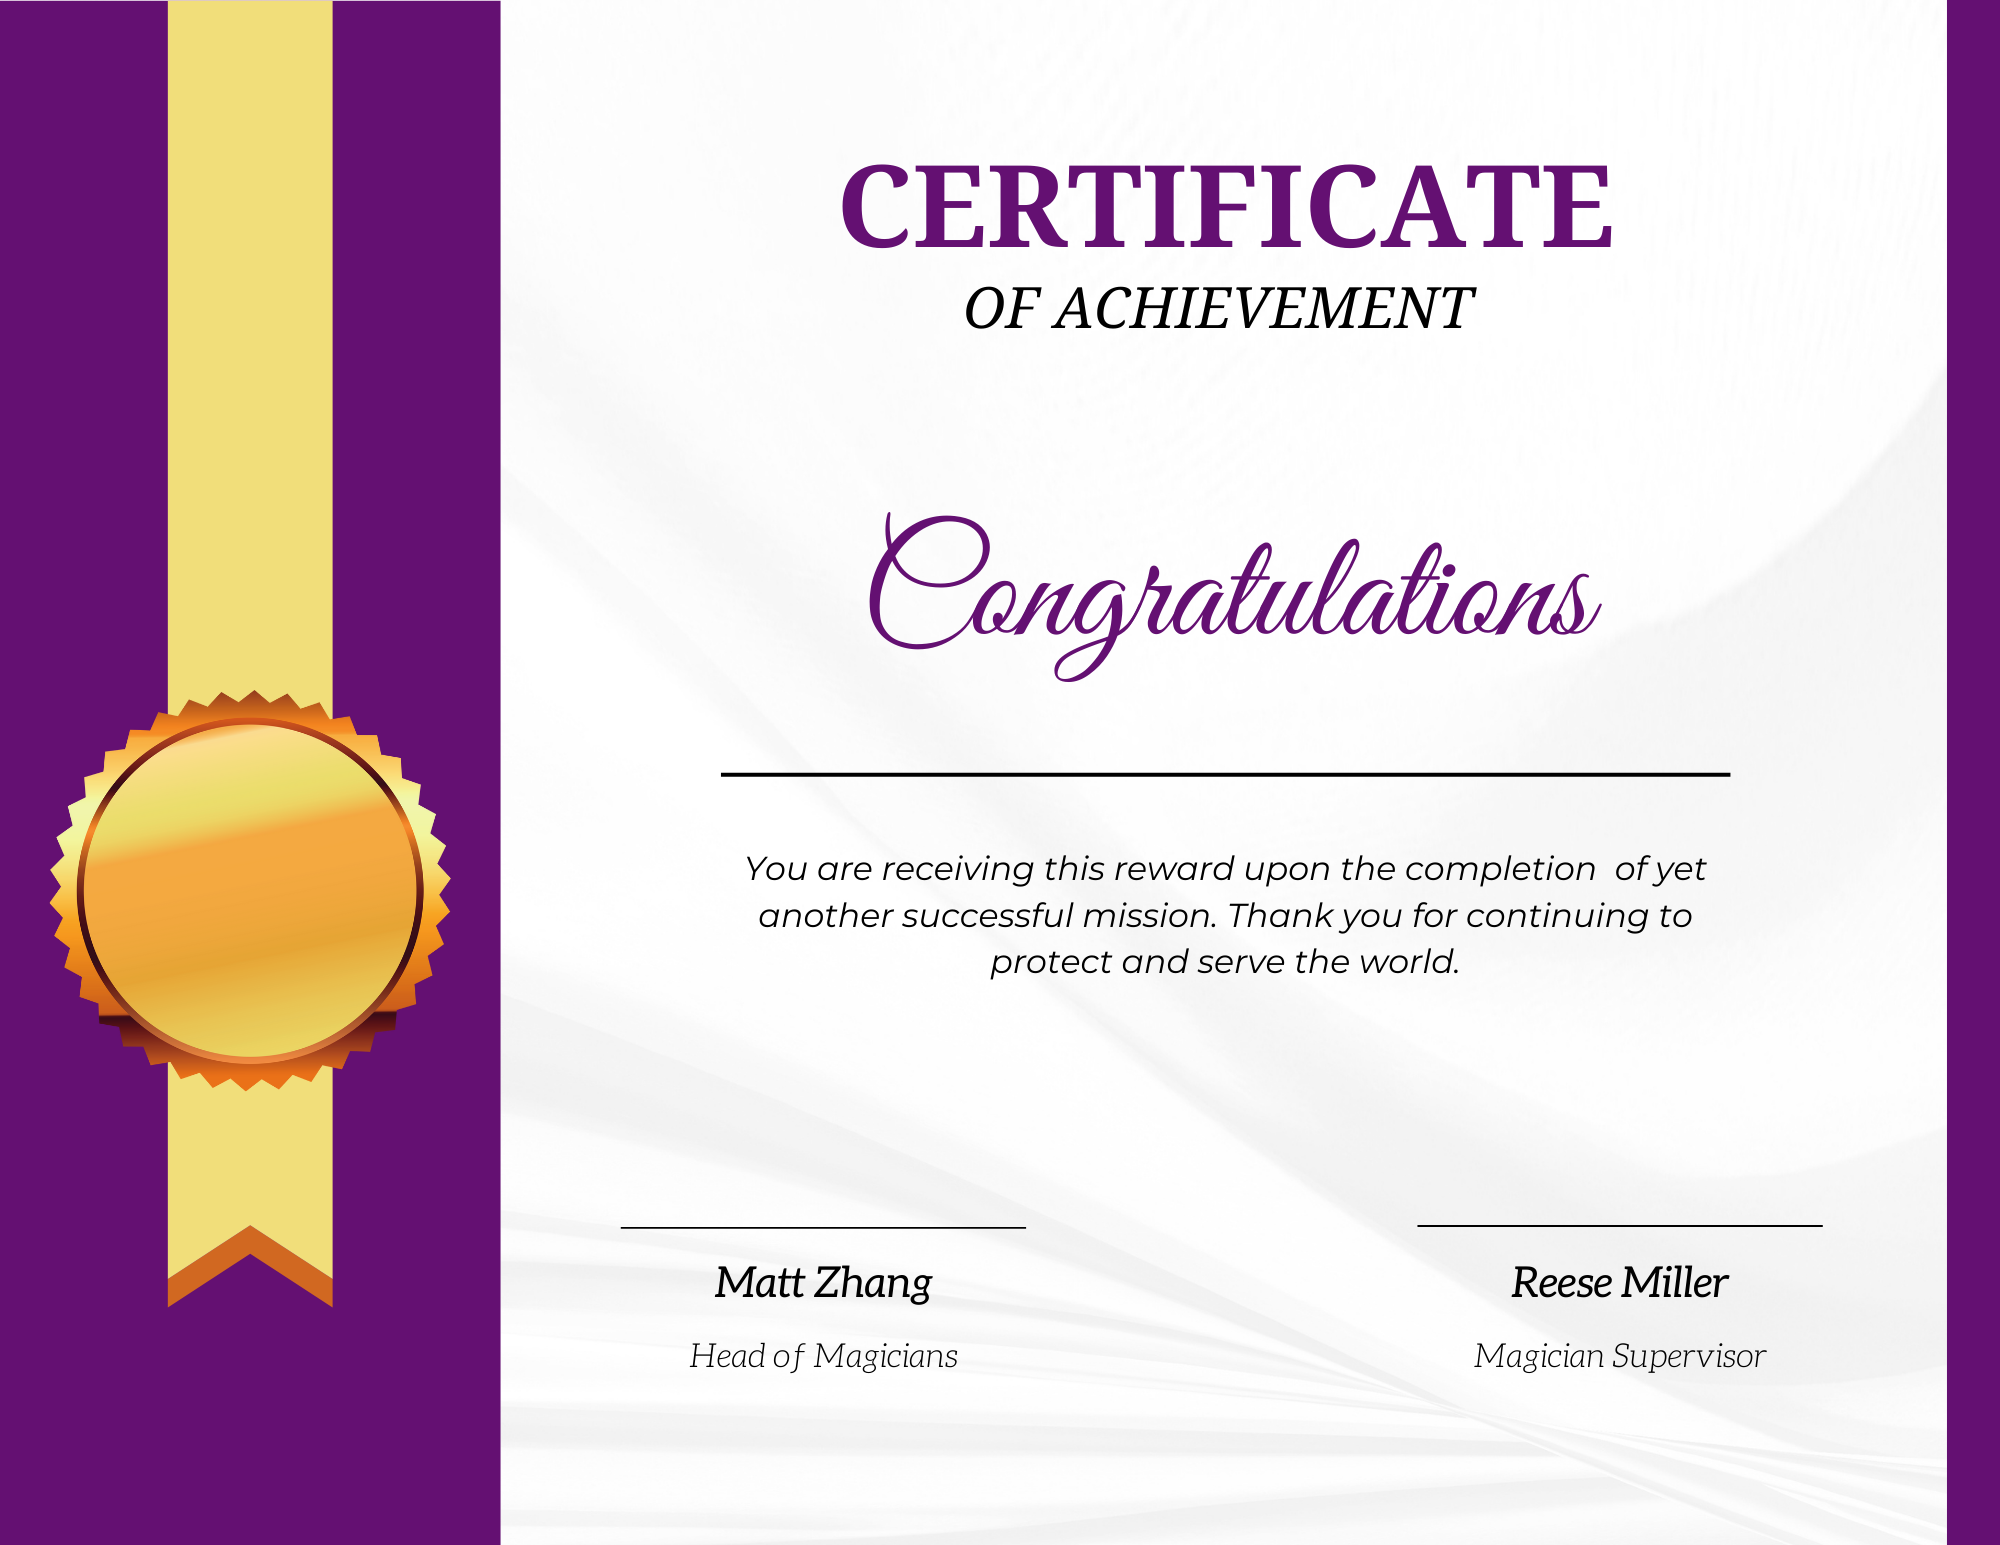 CERTIFICATE
OF ACHIEVEMENT
Congratulations
You are receiving this reward upon the completion  of yet
another successful mission. Thank you for continuing to
protect and serve the world.
Matt Zhang
Head of Magicians
Reese Miller
Magician Supervisor